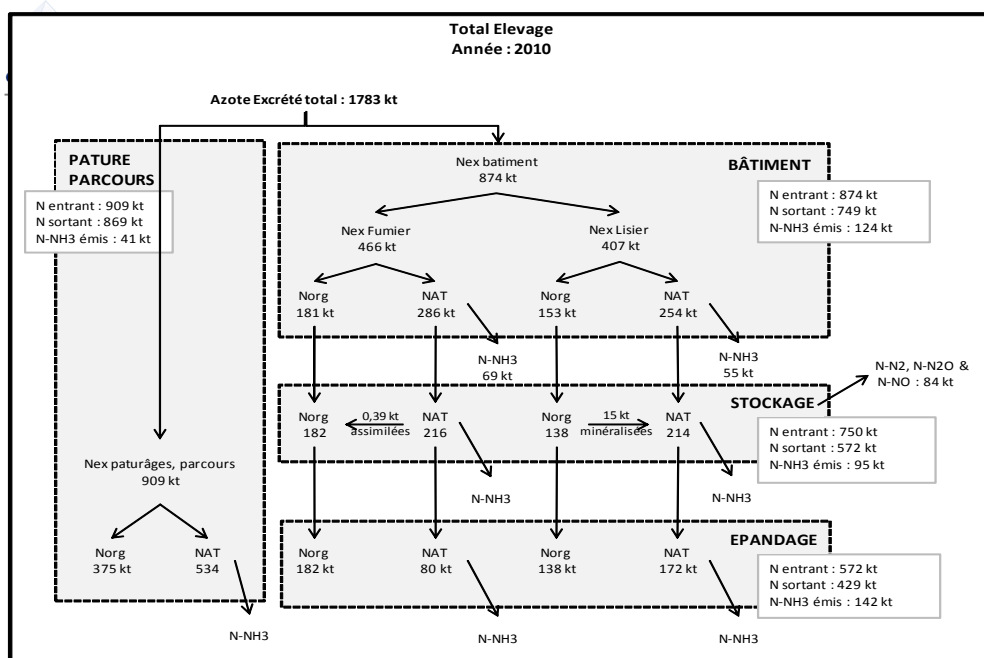 Total Elevage
Année : 2010
Azote Excrété total : 1783 kt
PATURE
PARCOURS
N entrant : 909 kt
N sortant : 869 kt
N-NH3 émis : 41 kt
Nex paturâges, parcours
909 kt
Norg
375 kt
NAT
534
N-NH3
BÂTIMENT
Nex batiment
874 kt
N entrant : 874 kt
N sortant : 749 kt
N-NH3 émis : 124 kt
Nex Fumier
466 kt
Nex Lisier
407 kt
Norg
181 kt
NAT
286 kt
Norg
153 kt
NAT
254 kt
N-NH3
69 kt
N-NH3
55 kt
N-N2, N-N2O &
N-NO : 84 kt
STOCKAGE
Norg
182
0,39 kt
assimilées
NAT
216
Norg
138
15 kt
minéralisées
NAT
214
N entrant : 750 kt
N sortant : 572 kt
N-NH3 émis : 95 kt
N-NH3
N-NH3
EPANDAGE
Norg
182 kt
NAT
80 kt
Norg
138 kt
NAT
172 kt
N entrant : 572 kt
N sortant : 429 kt
N-NH3 émis : 142 kt
N-NH3
N-NH3